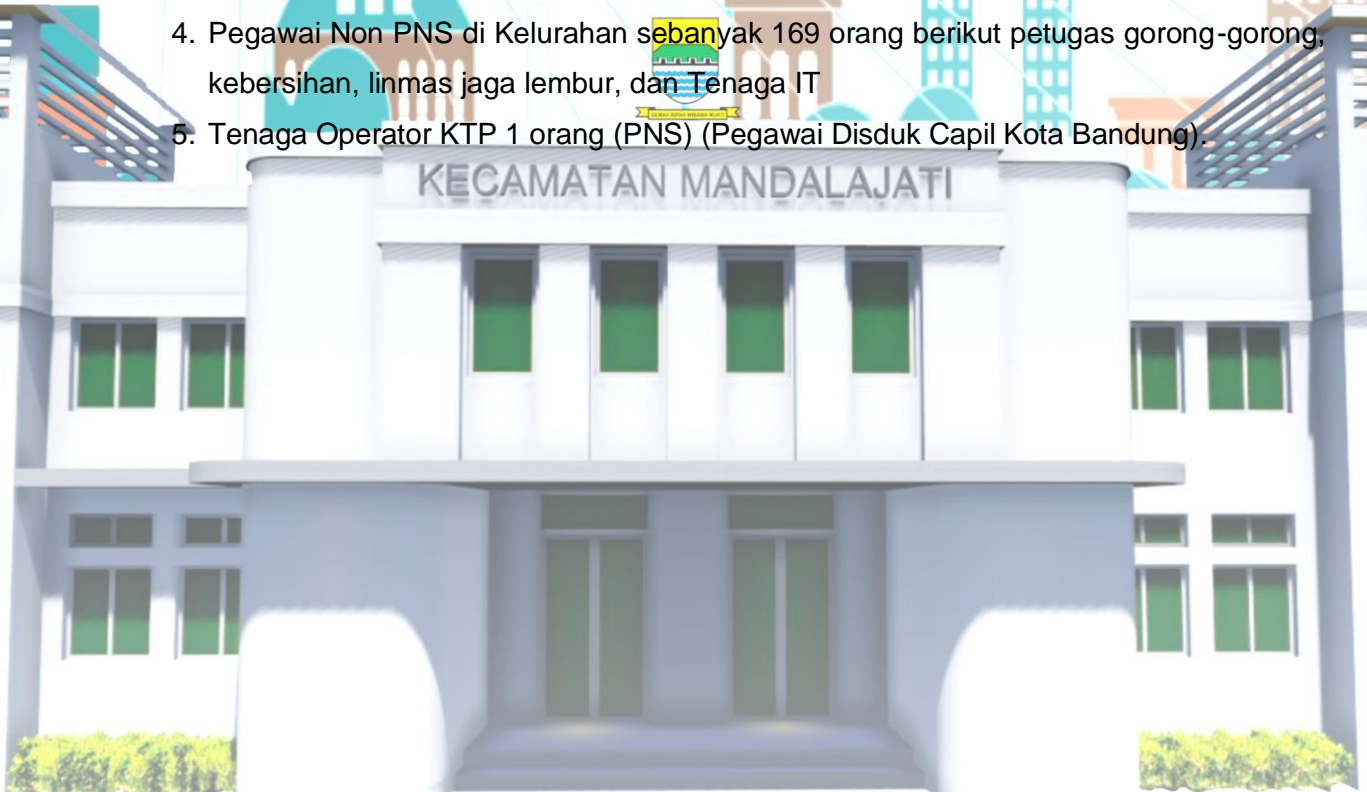 4. Pegawai Non PNS di Kelurahan sebanyak 169 orang berikut petugas gorong-gorong,
kebersihan, linmas jaga lembur, dan Tenaga IT
5. Tenaga Operator KTP 1 orang (PNS) (Pegawai Disduk Capil Kota Bandung).
KECAMATAN MANDALAJATI